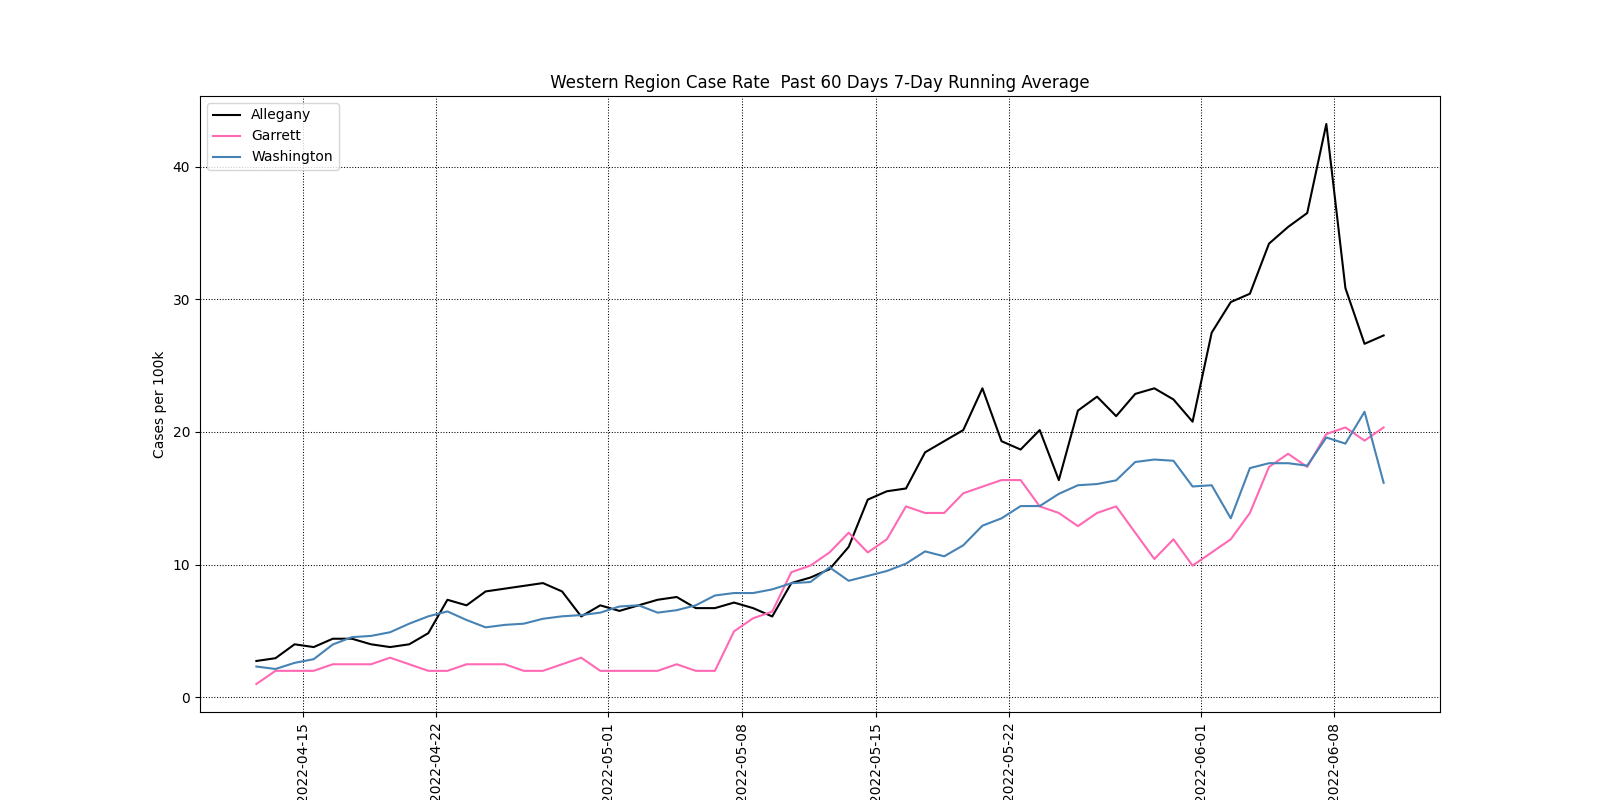 Western Region Case Rate  Past 60 Days 7-Day Running Average
Allegany
Garrett
Washington
Cases per 100k
40
30
20
10
0
2022-04-15
2022-04-22
2022-05-01
2022-05-08
2022-05-15
2022-05-22
2022-06-01
2022-06-08